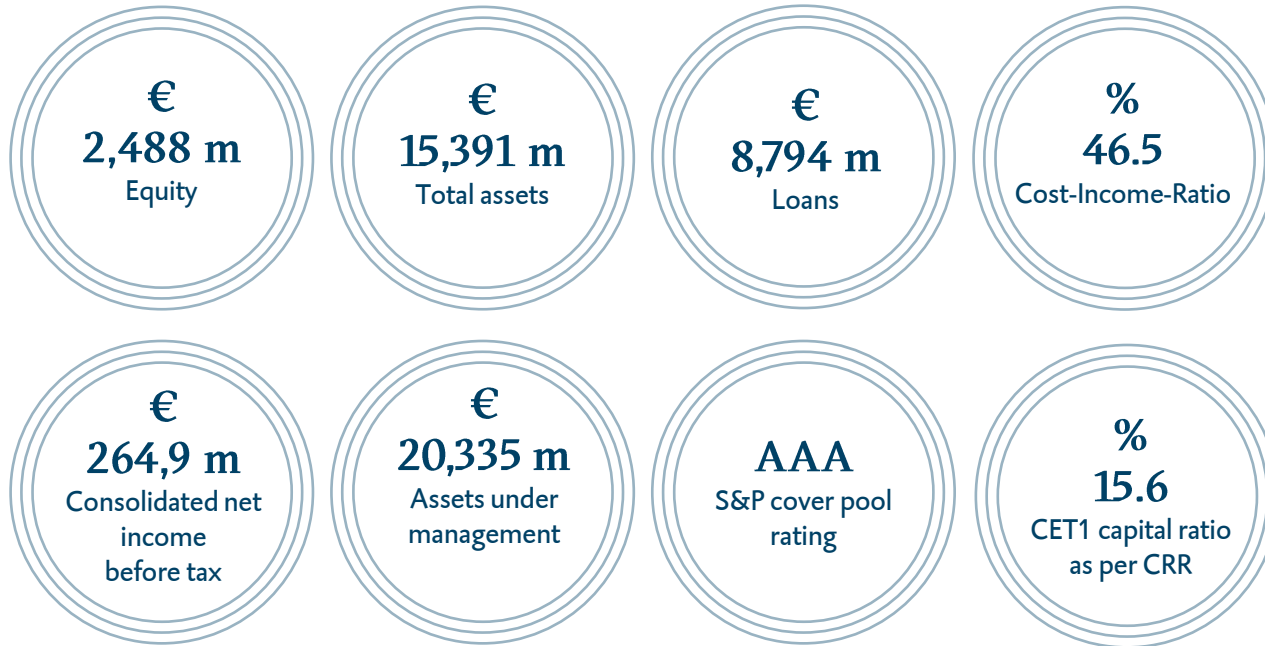 €
2,488 m
Equity
€
15,391 m
Total assets
€
8,794 m
Loans
%
46.5
Cost-Income-Ratio
€
264,9 m
Consolidated net
income
before tax
€
20,335 m
Assets under
management
AAA
S&P cover pool
rating
%
15.6
CET1 capital ratio
as per CRR